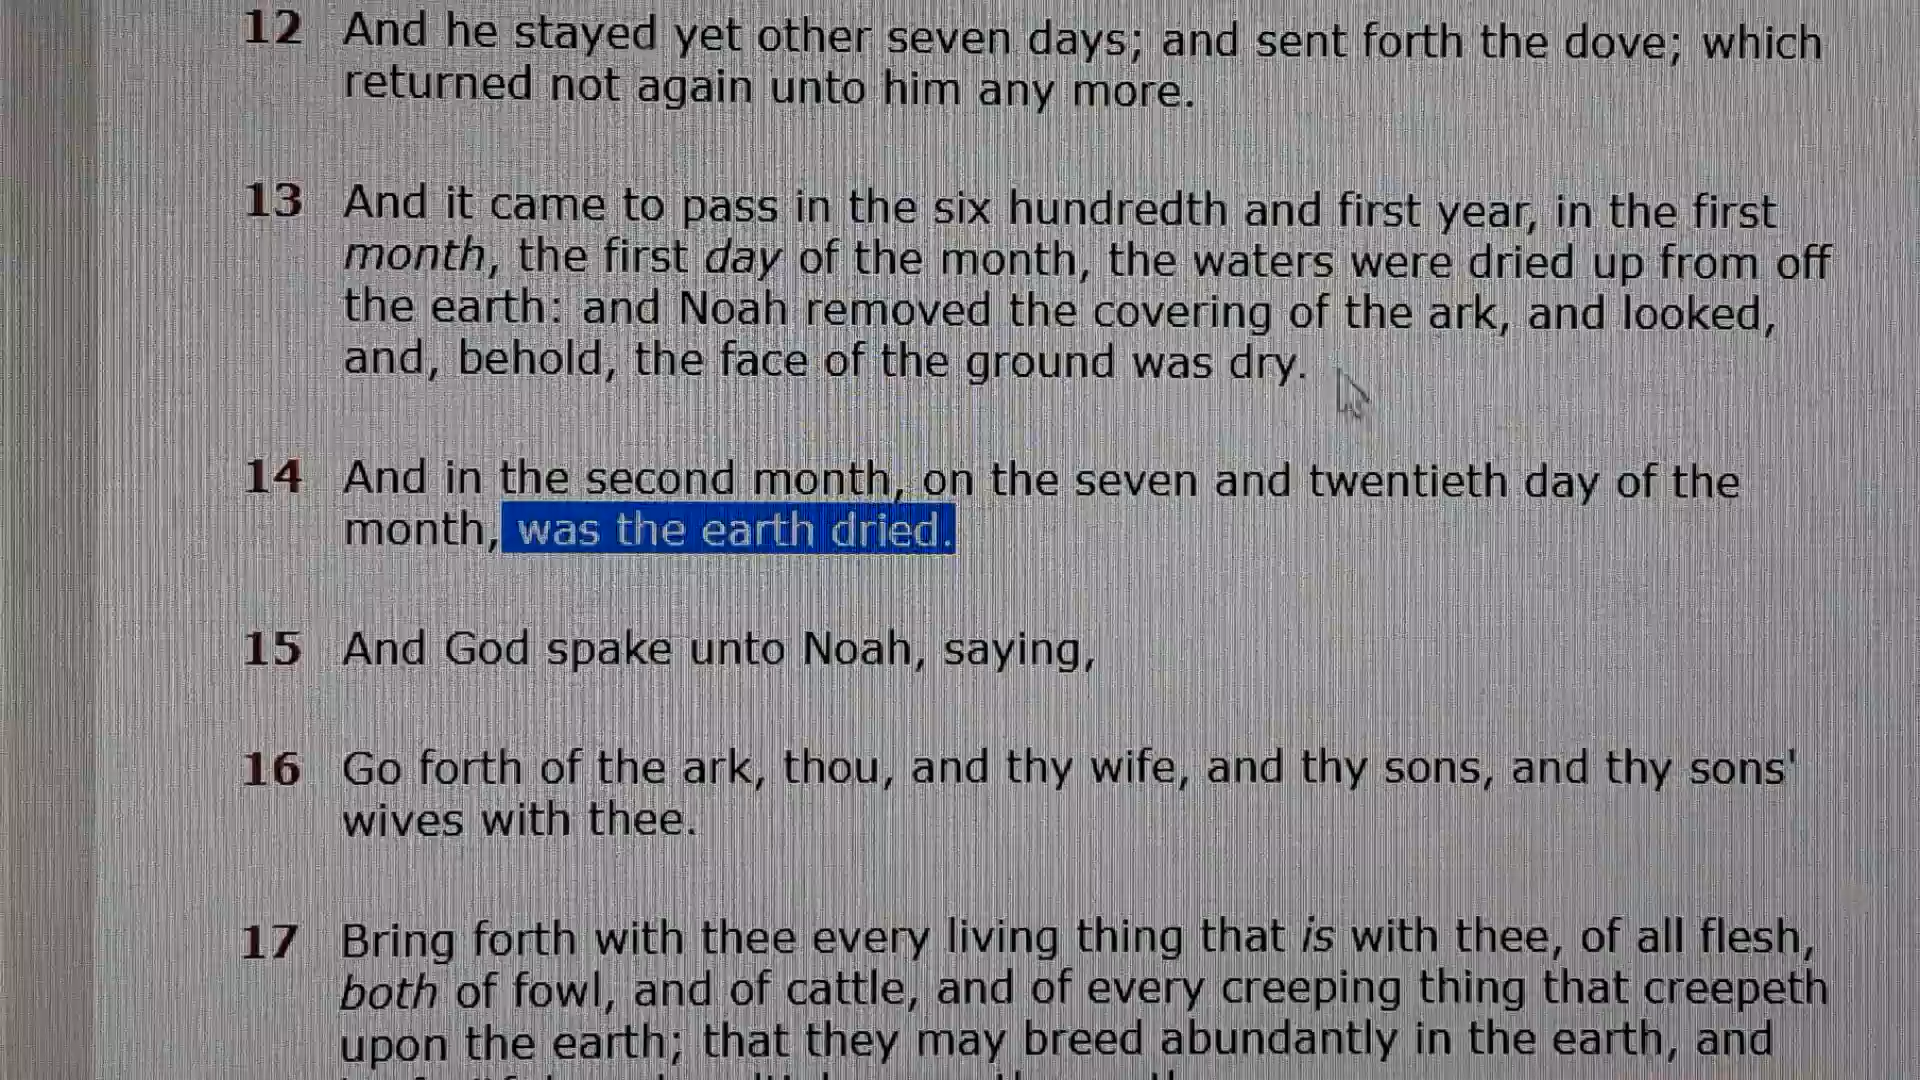 12 And he stayed yet other seven days; and sent forth the dove; which
returned not again unto him any more.
13 And it came to pass in the six hundredth and first year, in the first
month, the first day of the month, the waters were dried up from off
the earth: and Noah removed the covering of the ark, and looked,
and, behold, the face of the ground was dry.
14 And in the second month, on the seven and twentieth day of the
month, was the earth dried.
15 And God spake unto Noah, saying,
16 Go forth of the ark, thou, and thy wife, and thy sons, and thy sons'
wives with thee.
17 Bring forth with thee every living thing that is with thee, of all flesh,
both of fowl, and of cattle, and of every creeping thing that creepeth
upon the earth; that they may breed abundantly in the earth, and